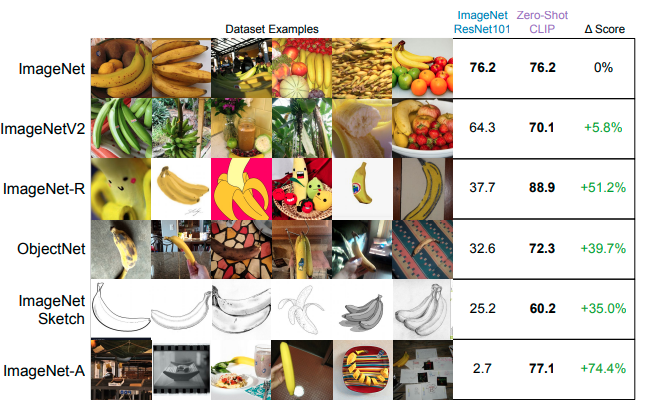 Dataset Examples
ImageNet ResNet101
Zero-Shot CLIP
Δ Score
ImageNet 76.2 76.2 0%
ImageNetV2 64.3 70.1 +5.8%
ImageNet-R 37.7 88.9 +51.2%
ObjectNet 32.6 72.3 +39.7%
ImageNet Sketch 25.2 60.2 +35.0%
ImageNet-A 2.7 77.1 +74.4%